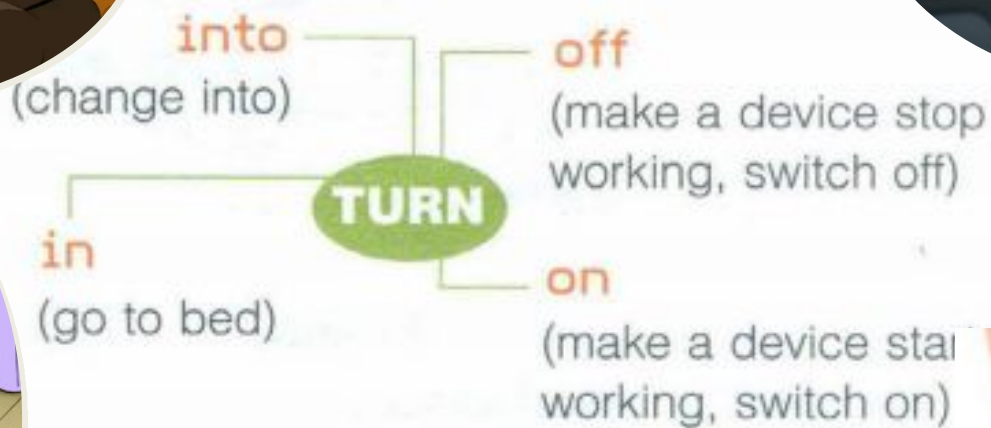 into
(change into)
off
(make a device stop
working, switch off)
TURN
in
(go to bed)
on
(make a device
working, switch on)